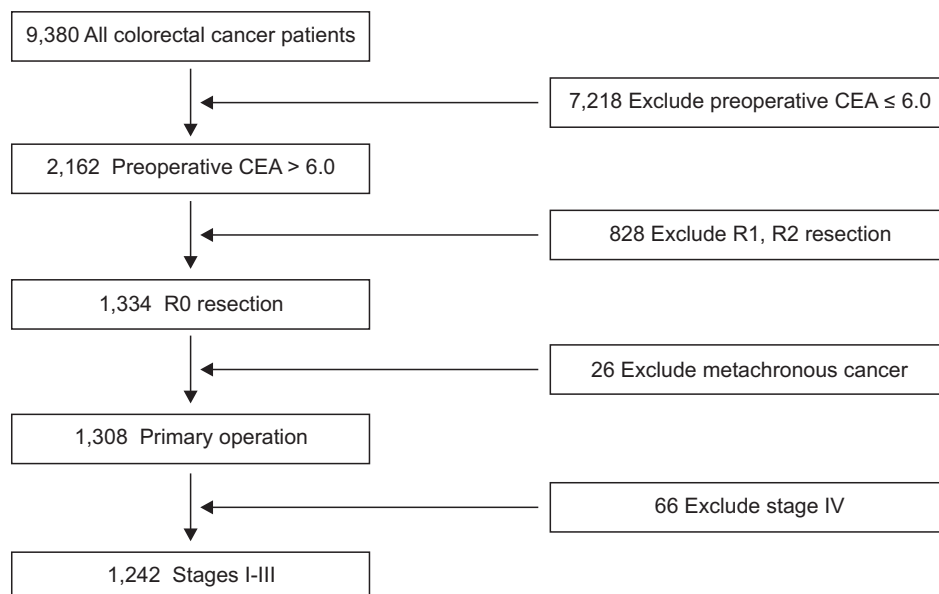 9,380 All colorectal cancer patients
7,218 Exclude preoperative CEA ≤ 6.0
2,162 Preoperative CEA > 6.0
828 Exclude R1, R2 resection
1,334 R0 resection
26 Exclude metachronous cancer
1,308 Primary operation
66 Exclude stage IV
1,242 Stages I-III